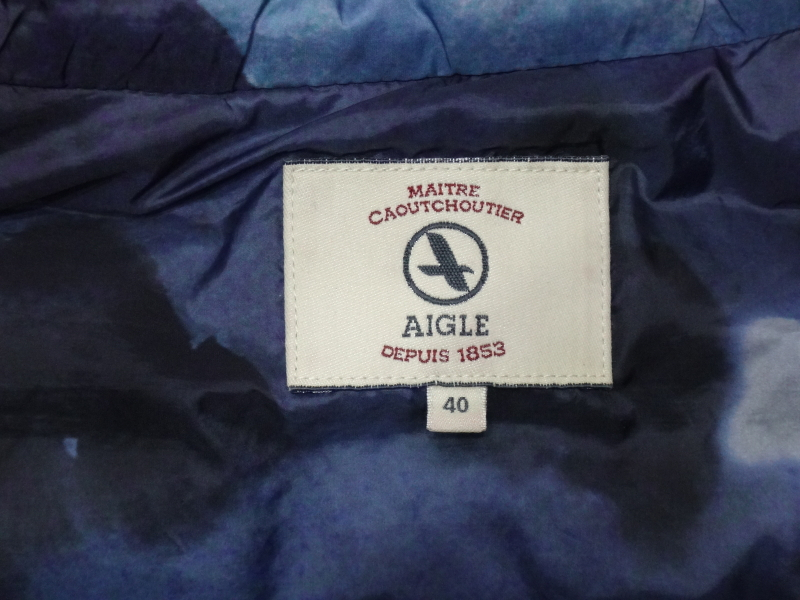 MAITRE
CAOUTCHOUTIER
AIGLE
DEPUIS 1853
40